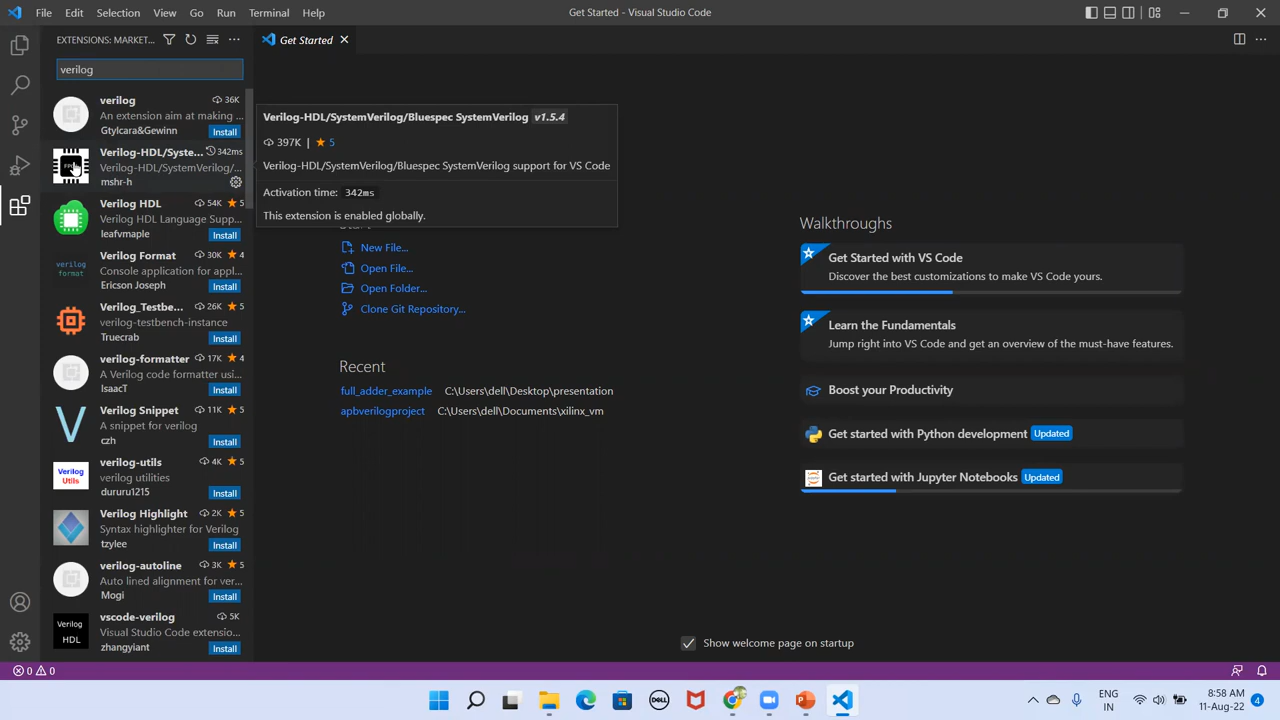 File Edit Selection View Go Run Terminal Help
Get Started - Visual Studio Code
EXTENSIONS: MARKET...
Get Started
verilog
verilog 36K
An extension aim at making ...
Gtylcara&Gewinn Install
Verilog-HDL/Syste... 342ms
Verilog-HDL/SystemVerilog/...
mshr-h
Verilog HDL 54K 5
Verilog HDL Language Supp...
leafvmaple Install
Verilog Format 30K 4
verilog format
Console application for appl...
Ericson Joseph Install
Verilog_Testbe... 26K 5
verilog-testbench-instance
Truecrab Install
verilog-formatter 17K 4
A Verilog code formatter usi...
IsaacT Install
Verilog Snippet 11K 5
A snippet for verilog
czh Install
verilog-utils 4K 5
Verilog Utils
verilog utilities
dururu1215 Install
Verilog Highlight 2K 5
Syntax highlighter for Verilog
tzylee Install
verilog-autoline 3K 5
Auto lined alignment for ver...
Mogi Install
vscode-verilog 5K
Verilog HDL
Visual Studio Code extensio...
zhangyiant Install
Verilog-HDL/SystemVerilog/Bluespec SystemVerilog v1.5.4
397K | 5
Verilog-HDL/SystemVerilog/Bluespec SystemVerilog support for VS Code
Activation time: 342ms
This extension is enabled globally.
New File...
Open File...
Open Folder...
Clone Git Repository...
Recent
full_adder_example C:\Users\dell\Desktop\presentation
apbverilogproject C:\Users\dell\Documents\xilinx_vm
Walkthroughs
Get Started with VS Code
Discover the best customizations to make VS Code yours.
Learn the Fundamentals
Jump right into VS Code and get an overview of the must-have features.
Boost your Productivity
Get started with Python development Updated
Get started with Jupyter Notebooks Updated
Show welcome page on startup
0 0
DELL
ENG
IN
8:58 AM
11-Aug-22
4